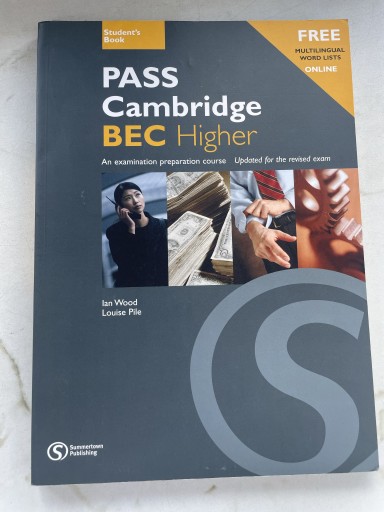 Student's
Book
FREE
MULTILINGUAL
WORD LISTS
ONLINE
PASS
Cambridge
BEC Higher
An examination preparation course Updated for the revised exam
Ian Wood
Louise Pile
S
Summertown
Publishing